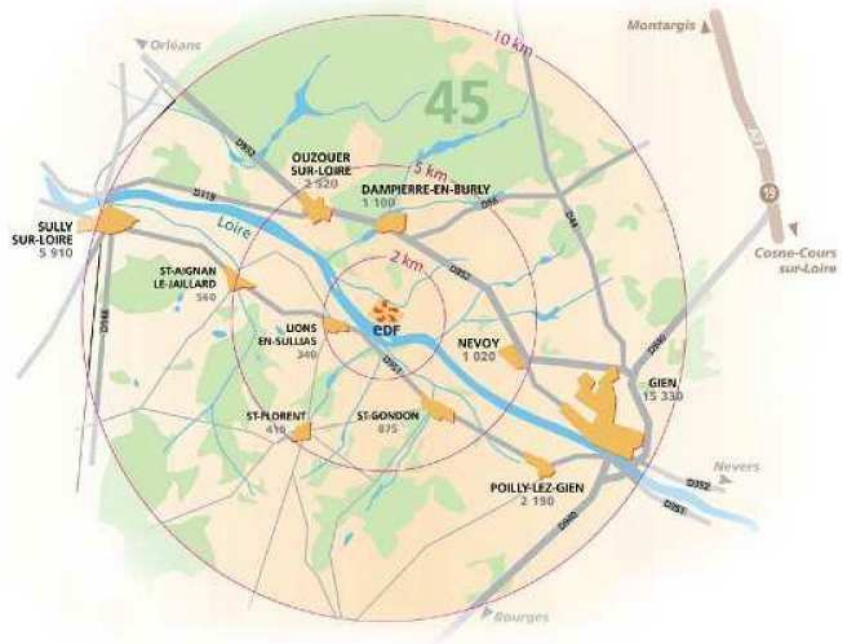 Montargis
Orléans
10 km
45
A77
D952
OUZOUER
SUR-LOIRE
2 520
5 km
DAMPIERRE-EN-BURLY
1 100
D119
D44
19
SULLY
SUR-LOIRE
5 910
Loire
Cosne-Cours
sur-Loire
ST-AIGNAN
LE-JAILLARD
560
2 km
D952
D948
LIONS
EN-SULLIAS
340
eDF
NEVOY
1 020
D940
D951
GIEN
15 330
ST-FLORENT
410
ST-GONDON
875
Nevers
POILLY-LEZ-GIEN
2 190
D952
D951
D940
Bourges